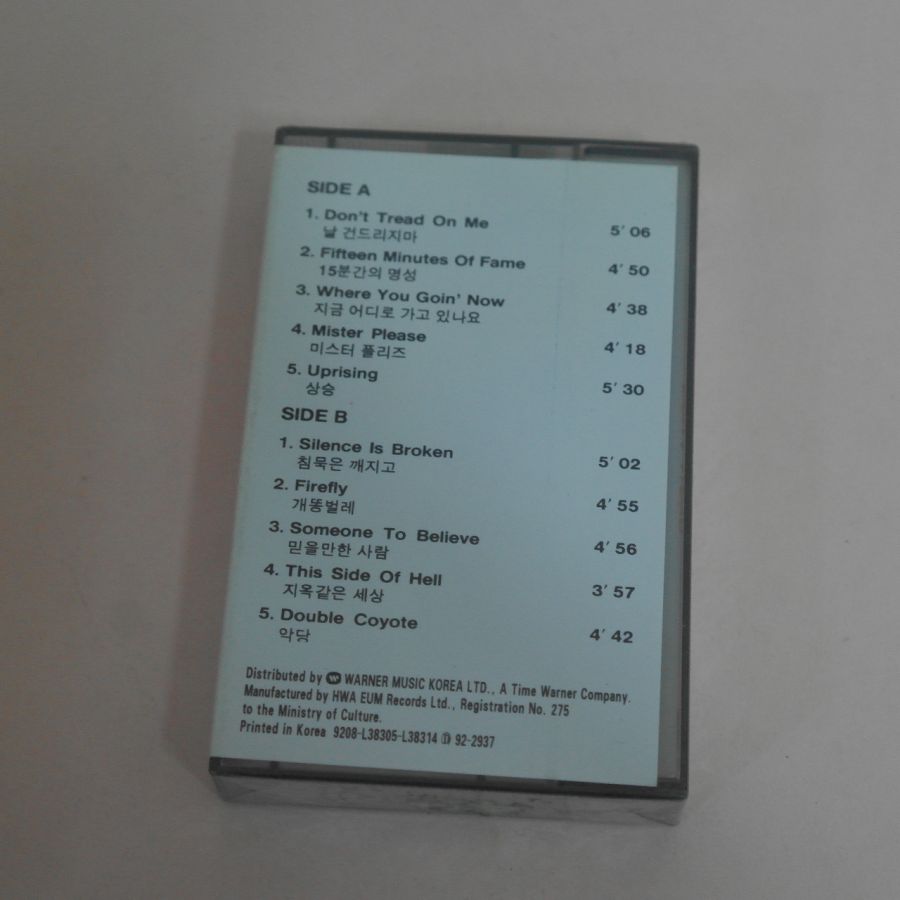 SIDE A
1. Don't Tread On Me 5' 06
날 건드리지마
2. Fifteen Minutes Of Fame 4' 50
15분간의 명성
3. Where You Goin' Now 4' 38
지금 어디로 가고 있나요
4. Mister Please 4' 18
미스터 플리즈
5. Uprising 5' 30
상승
SIDE B
1. Silence Is Broken 5' 02
침묵은 깨지고
2. Firefly 4' 55
개똥벌레
3. Someone To Believe 4' 56
믿을만한 사람
4. This Side Of Hell 3' 57
지옥같은 세상
5. Double Coyote 4' 42
악당
Distributed by WARNER MUSIC KOREA LTD., A Time Warner Company.
Manufactured by HWA EUM Records Ltd., Registration No. 275
to the Ministry of Culture.
Printed in Korea 9208-L38305-L38314 ⓓ 92-2937